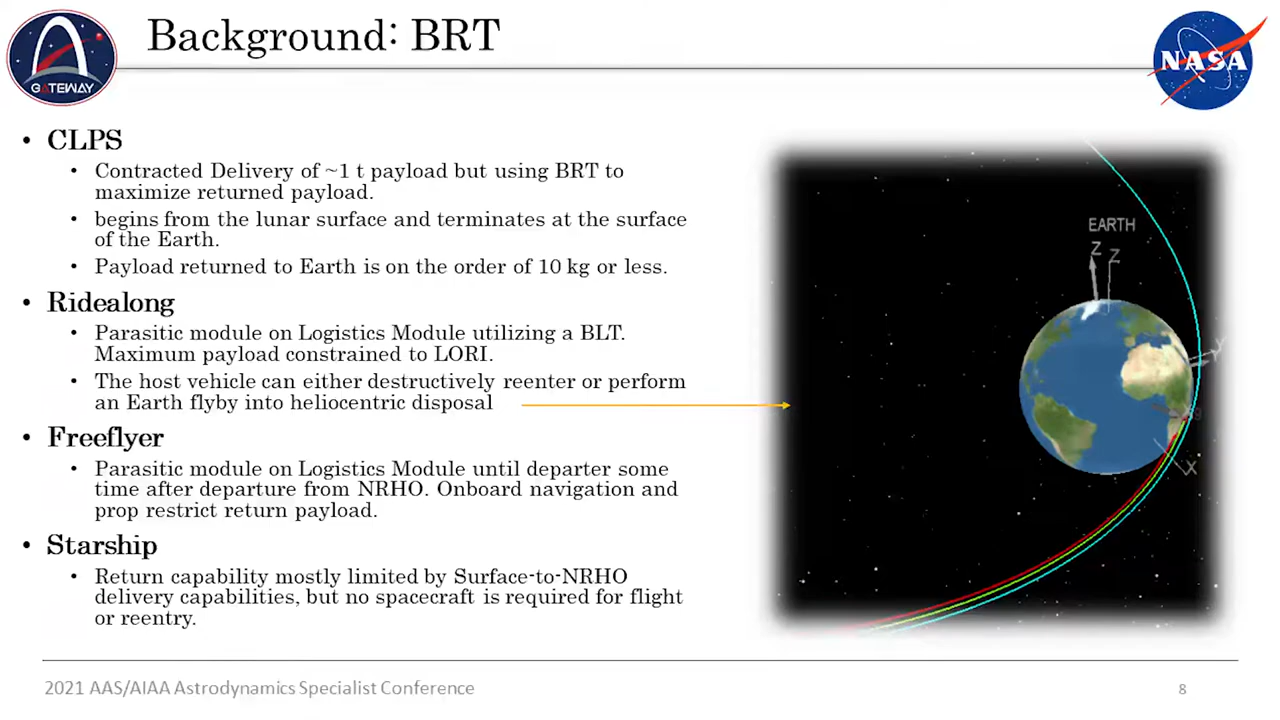 GATEWAY
Background: BRT
NASA
• CLPS
• Contracted Delivery of ~1 t payload but using BRT to
maximize returned payload.
• begins from the lunar surface and terminates at the surface
of the Earth.
• Payload returned to Earth is on the order of 10 kg or less.
• Ridealong
• Parasitic module on Logistics Module utilizing a BLT.
Maximum payload constrained to LORI.
• The host vehicle can either destructively reenter or perform
an Earth flyby into heliocentric disposal
• Freeflyer
• Parasitic module on Logistics Module until departer some
time after departure from NRHO. Onboard navigation and
prop restrict return payload.
• Starship
• Return capability mostly limited by Surface-to-NRHO
delivery capabilities, but no spacecraft is required for flight
or reentry.
EARTH
Z Z
Y
X
2021 AAS/AIAA Astrodynamics Specialist Conference
8